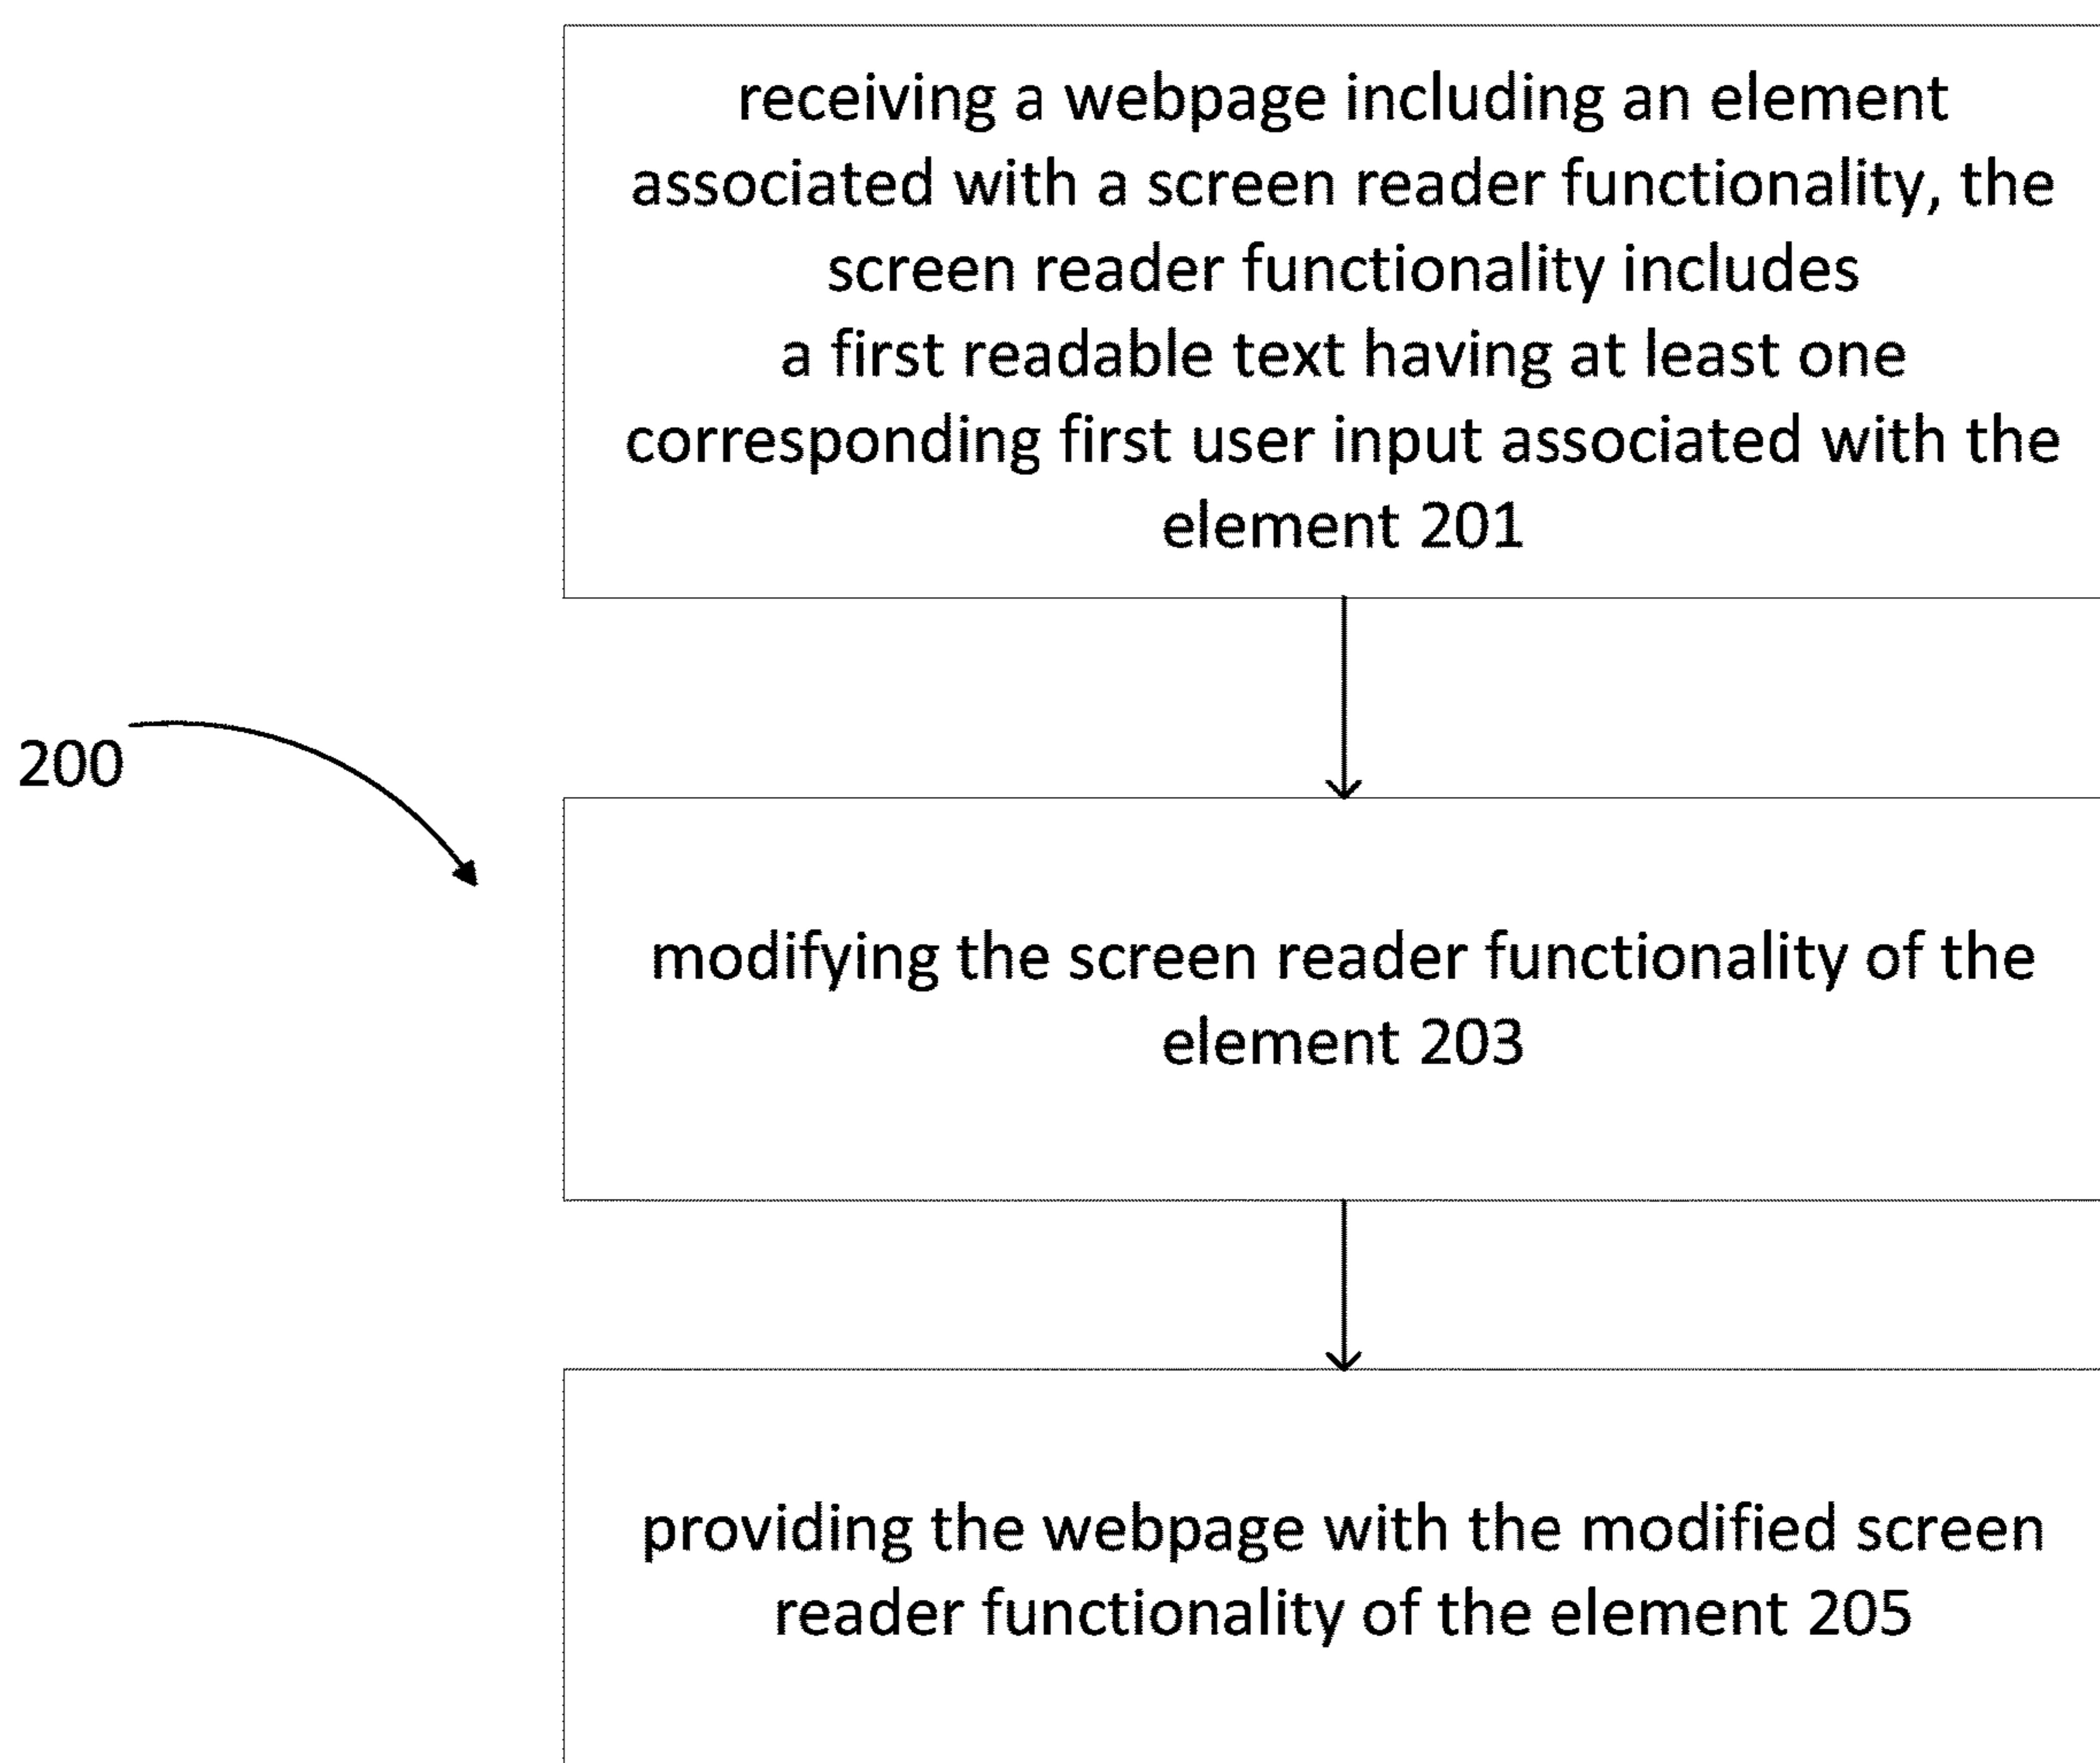 receiving a webpage including an element
associated with a screen reader functionality, the
screen reader functionality includes
a first readable text having at least one
corresponding first user input associated with the
element 201
200
modifying the screen reader functionality of the
element 203
providing the webpage with the modified screen
reader functionality of the element 205